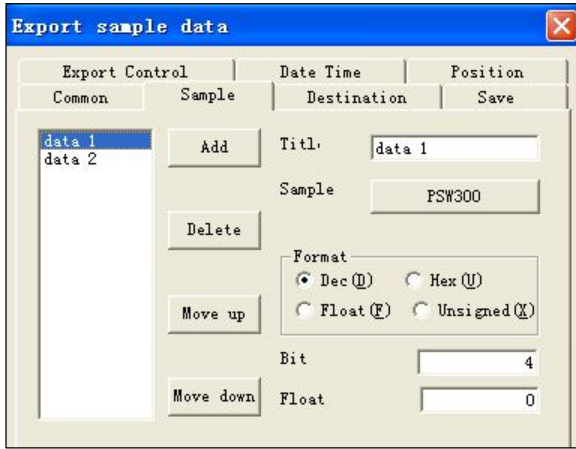 Export sample data
Export Control Date Time Position
Common Sample Destination Save
data 1
data 2
Add
Delete
Move up
Move down
Titl
data 1
Sample
PSW300
Format
Dec(D) Hex(U)
Float(F) Unsigned(X)
Bit
4
Float
0